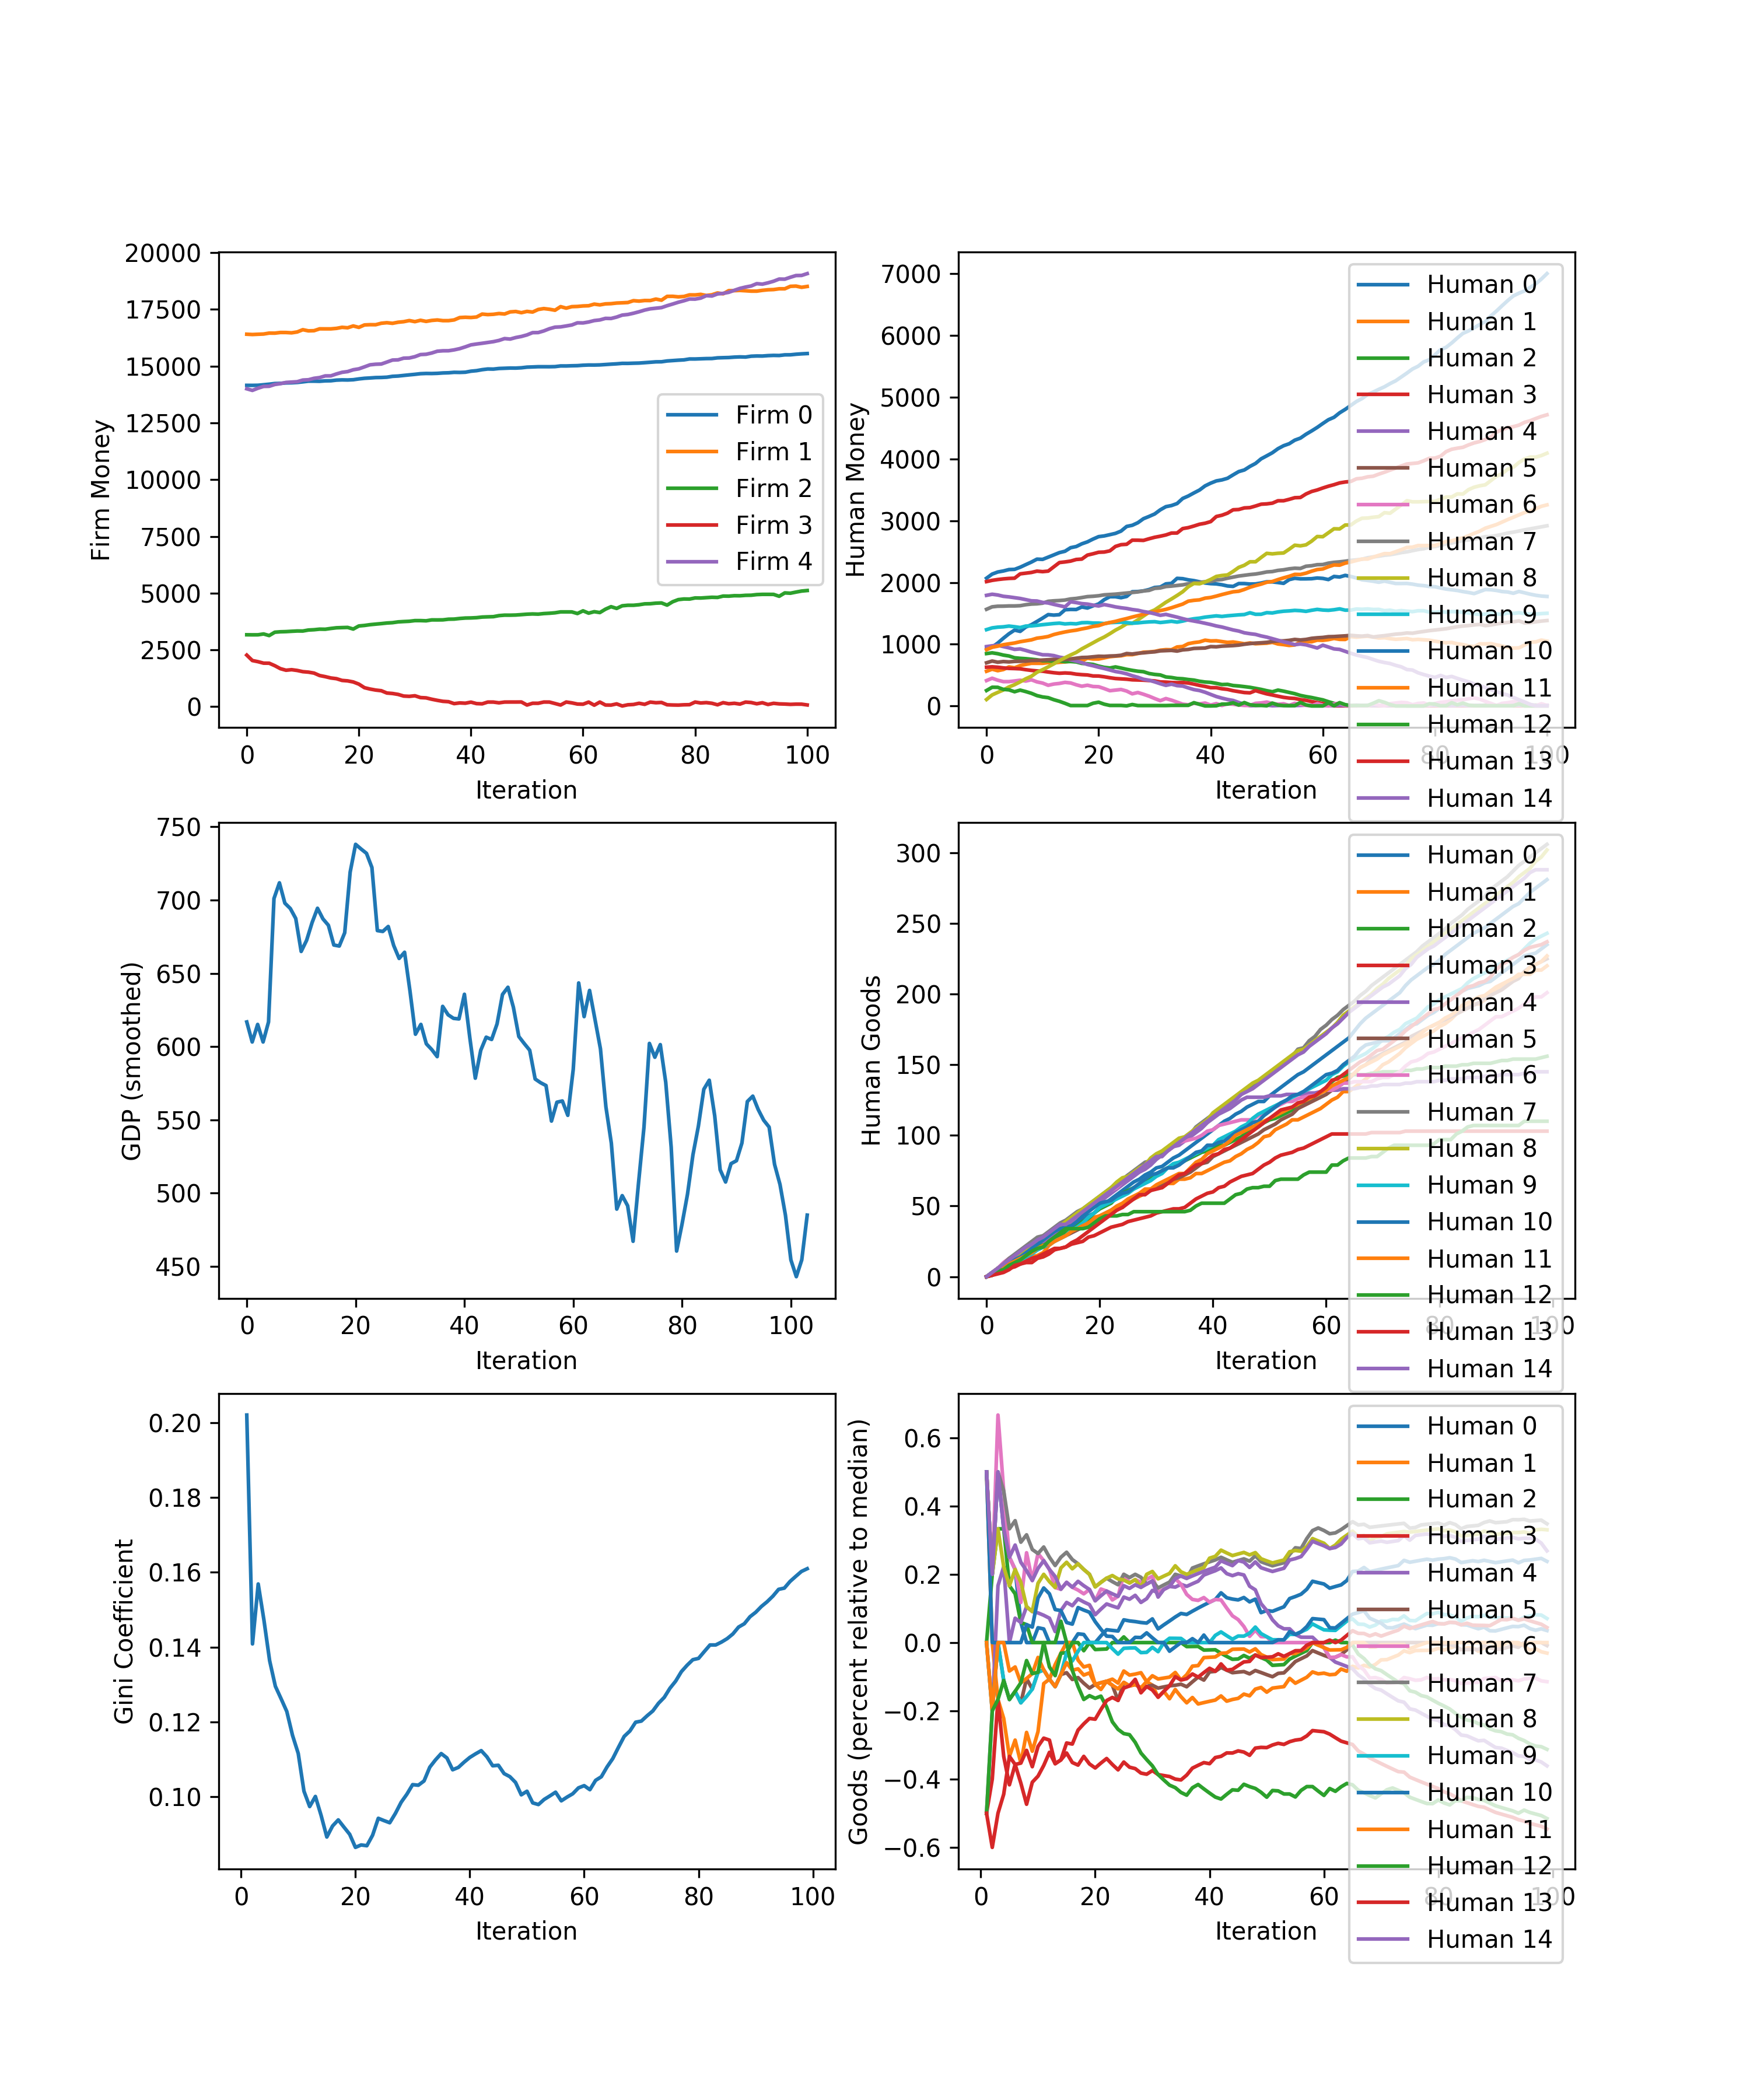 20000
17500
15000
12500
10000
7500
5000
2500
0
Firm Money
Firm 0
Firm 1
Firm 2
Firm 3
Firm 4
0 20 40 60 80 100
Iteration
7000
6000
5000
4000
3000
2000
1000
0
Human Money
Human 0
Human 1
Human 2
Human 3
Human 4
Human 5
Human 6
Human 7
Human 8
Human 9
Human 10
Human 11
Human 12
Human 13
Human 14
0 20 40 60 80 100
Iteration
750
700
650
600
550
500
450
GDP (smoothed)
0 20 40 60 80 100
Iteration
300
250
200
150
100
50
0
Human Goods
Human 0
Human 1
Human 2
Human 3
Human 4
Human 5
Human 6
Human 7
Human 8
Human 9
Human 10
Human 11
Human 12
Human 13
Human 14
0 20 40 60 80 100
Iteration
0.20
0.18
0.16
0.14
0.12
0.10
Gini Coefficient
0 20 40 60 80 100
Iteration
0.6
0.4
0.2
0.0
−0.2
−0.4
−0.6
Goods (percent relative to median)
Human 0
Human 1
Human 2
Human 3
Human 4
Human 5
Human 6
Human 7
Human 8
Human 9
Human 10
Human 11
Human 12
Human 13
Human 14
0 20 40 60 80 100
Iteration